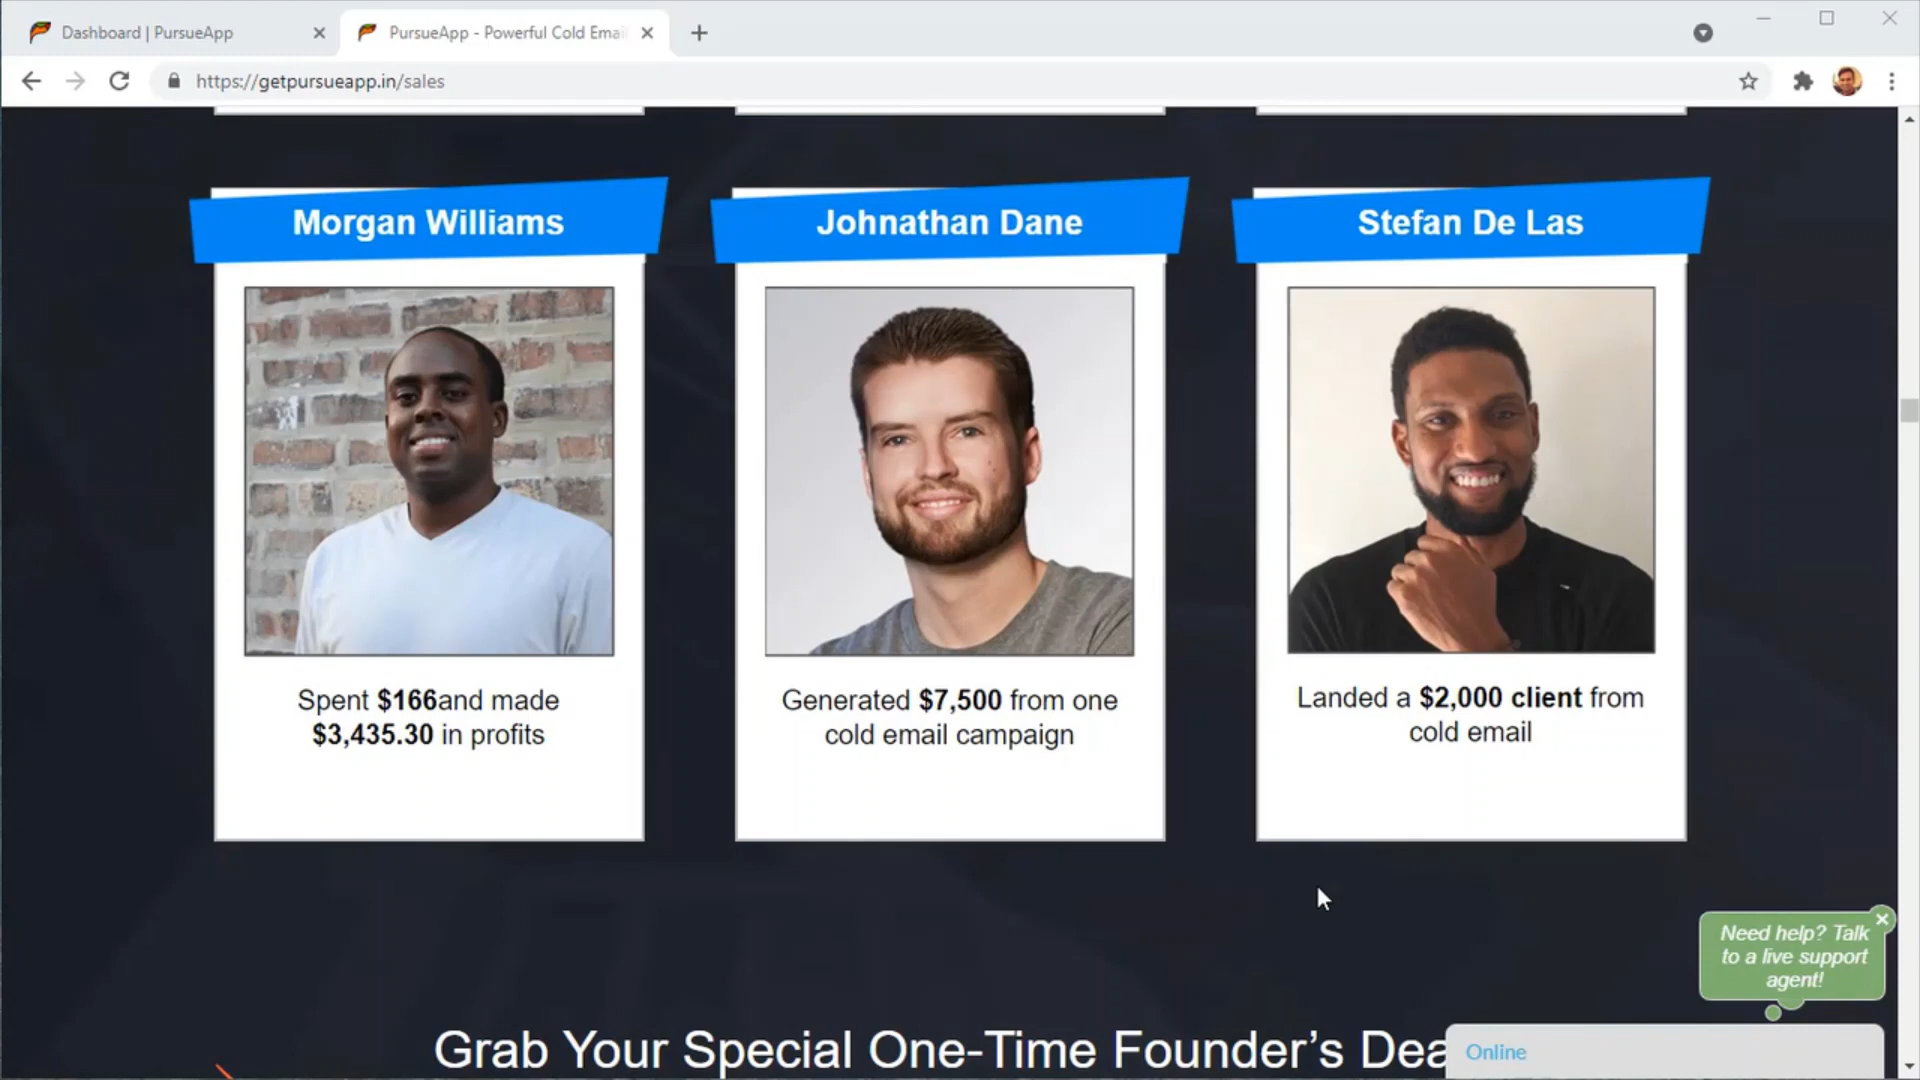 Dashboard | PursueApp
PursueApp - Powerful Cold Emai
https://getpursueapp.in/sales
Morgan Williams
Johnathan Dane
Stefan De Las
Spent $166and made
$3,435.30 in profits
Generated $7,500 from one
cold email campaign
Landed a $2,000 client from
cold email
Need help? Talk
to a live support
agent!
Grab Your Special One-Time Founder’s Dea
Online